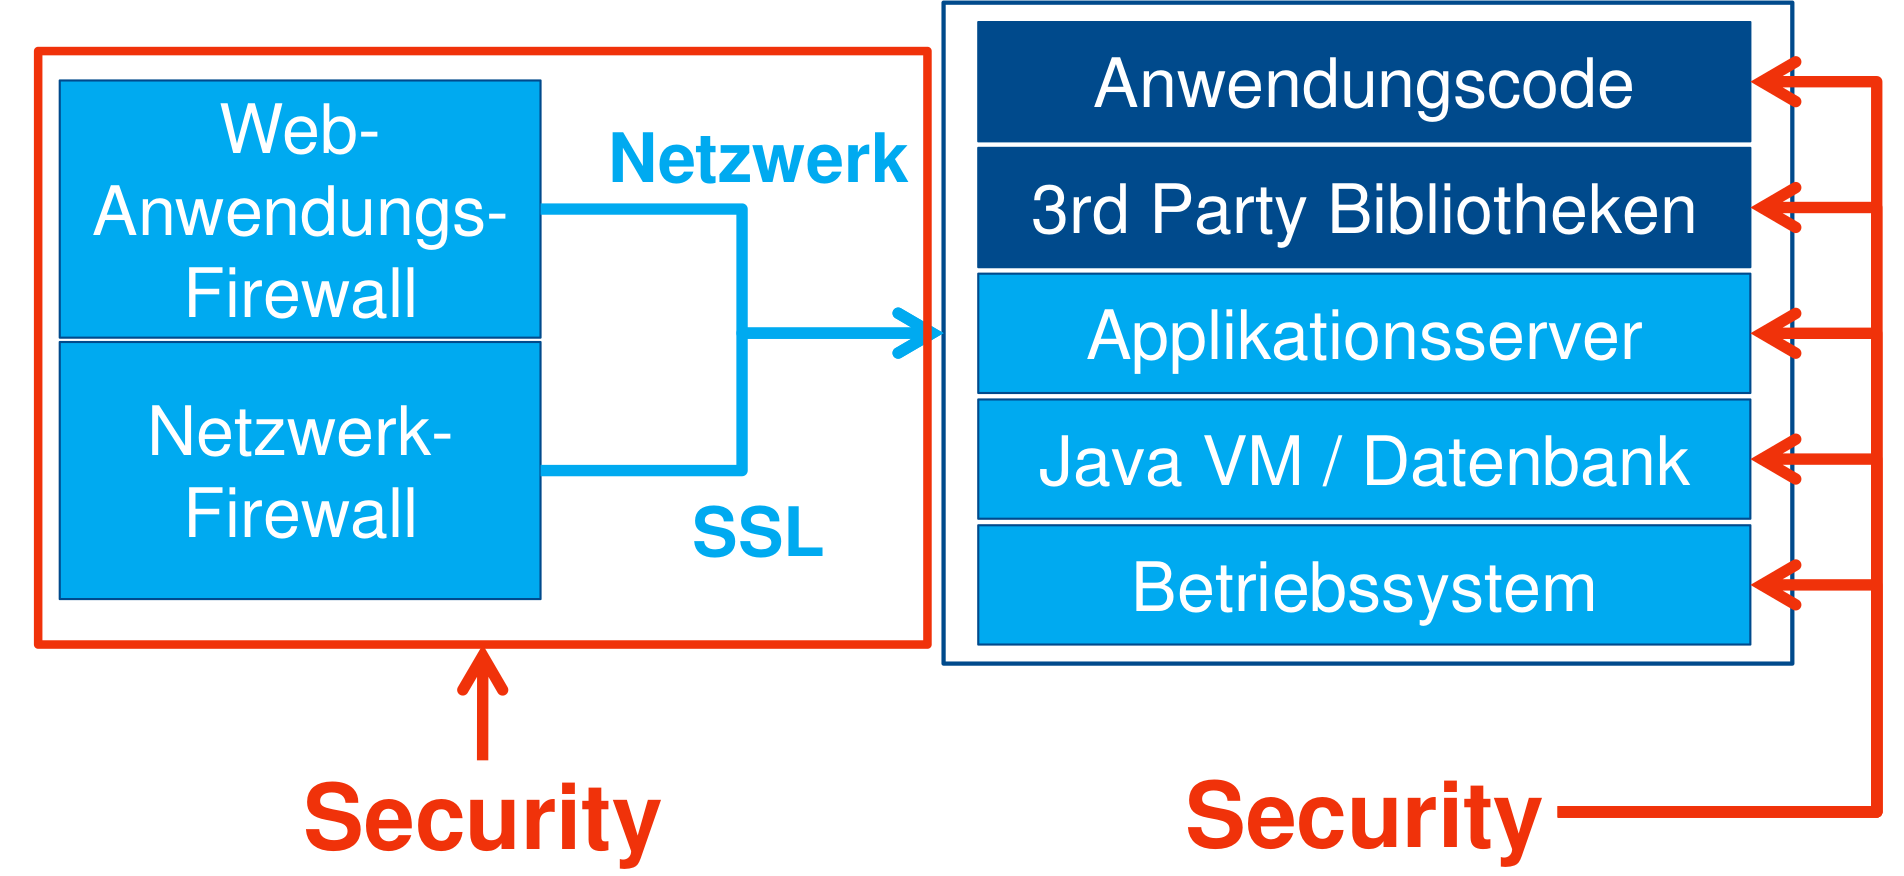 Web-
Anwendungs-
Firewall
Netzwerk-
Firewall
Netzwerk
SSL
Anwendungscode
3rd Party Bibliotheken
Applikationsserver
Java VM / Datenbank
Betriebssystem
Security
Security